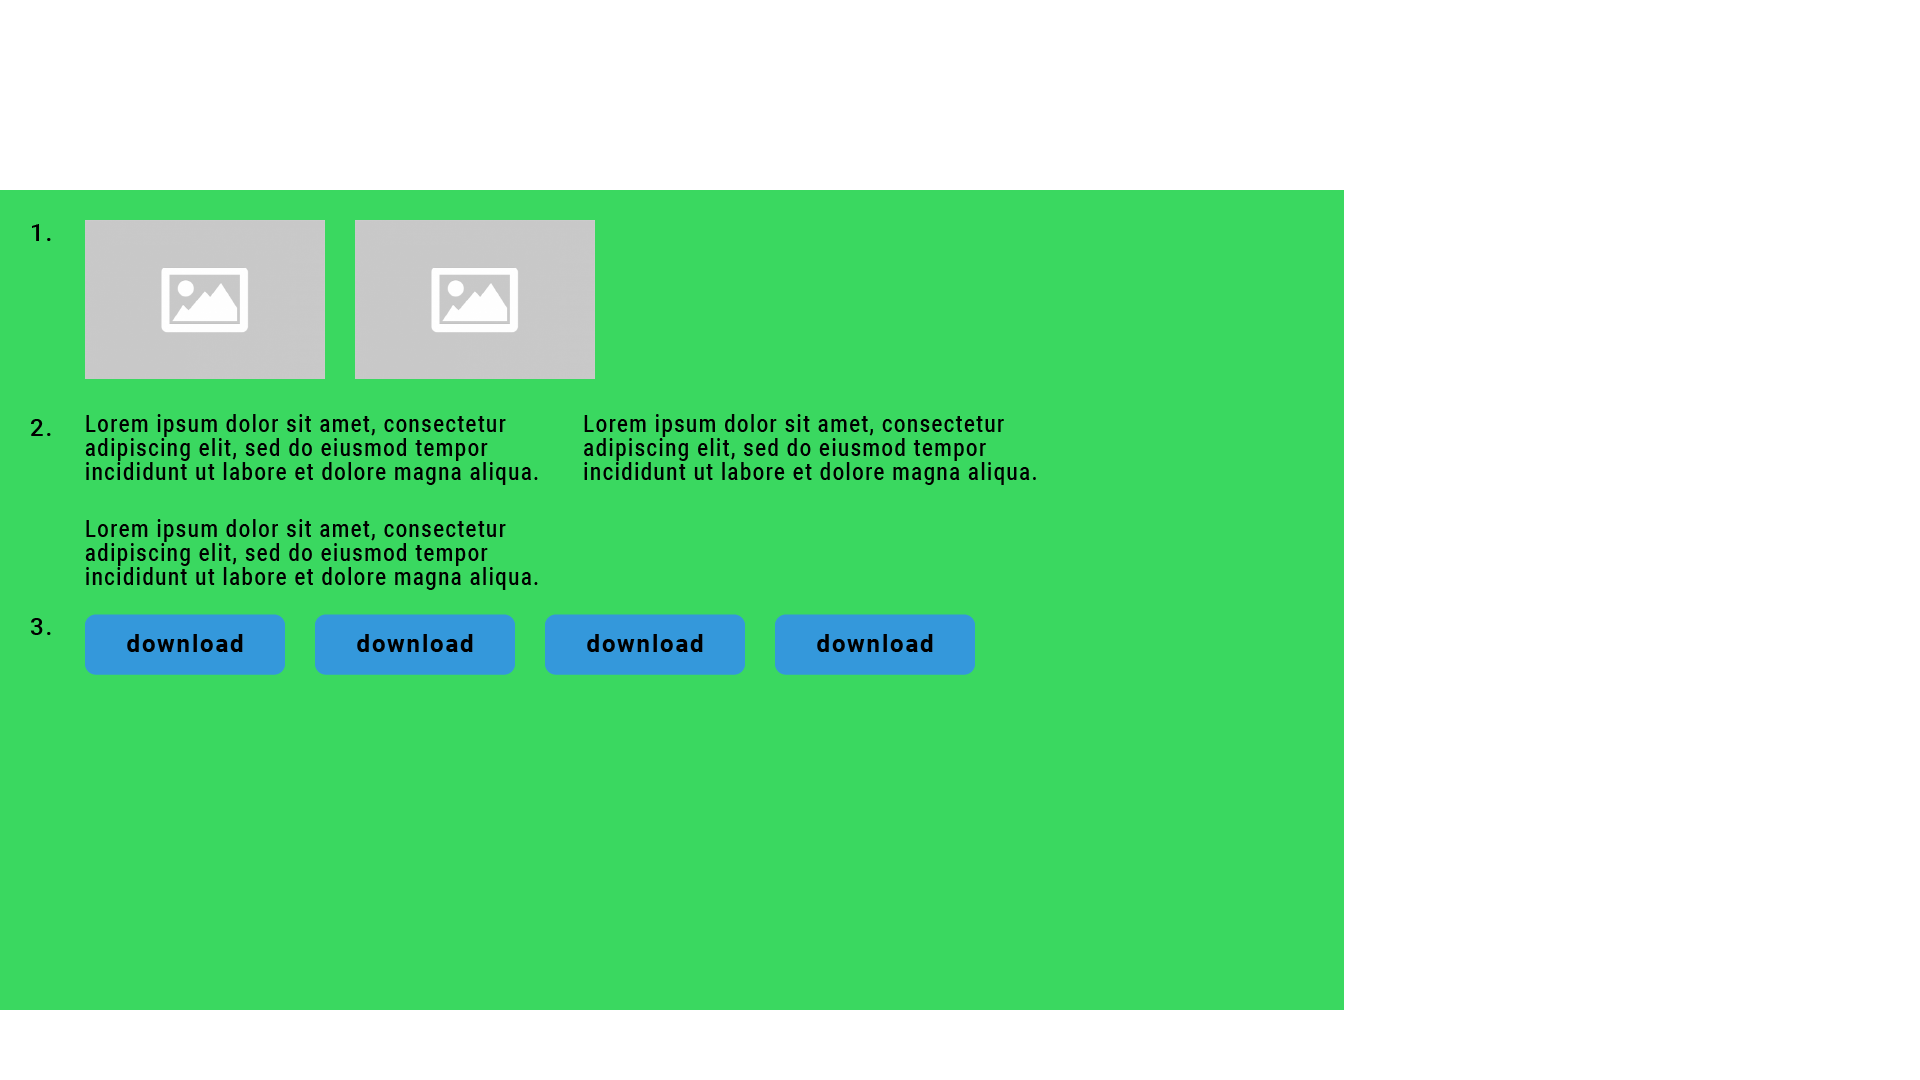 1.
2.
Lorem ipsum dolor sit amet, consectetur
adipiscing elit, sed do eiusmod tempor
incididunt ut labore et dolore magna aliqua.
Lorem ipsum dolor sit amet, consectetur
adipiscing elit, sed do eiusmod tempor
incididunt ut labore et dolore magna aliqua.
Lorem ipsum dolor sit amet, consectetur
adipiscing elit, sed do eiusmod tempor
incididunt ut labore et dolore magna aliqua.
3.
download
download
download
download